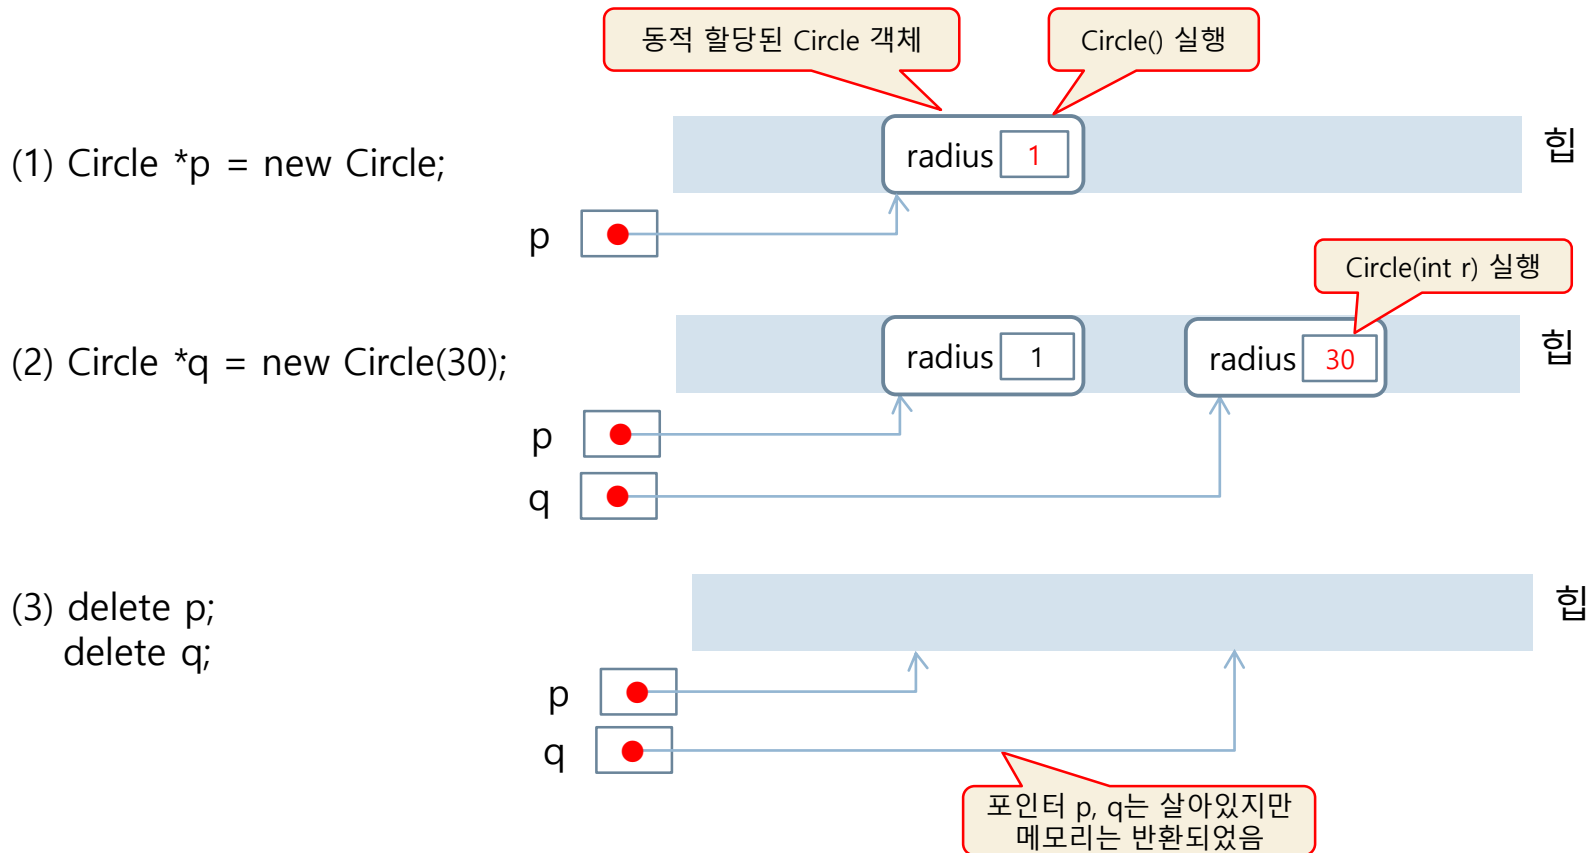 동적 할당된 Circle 객체
Circle() 실행
(1) Circle *p = new Circle;
radius 1
힙
p
Circle(int r) 실행
(2) Circle *q = new Circle(30);
radius 1
radius 30
힙
p
q
(3) delete p;
delete q;
힙
p
q
포인터 p, q는 살아있지만
메모리는 반환되었음